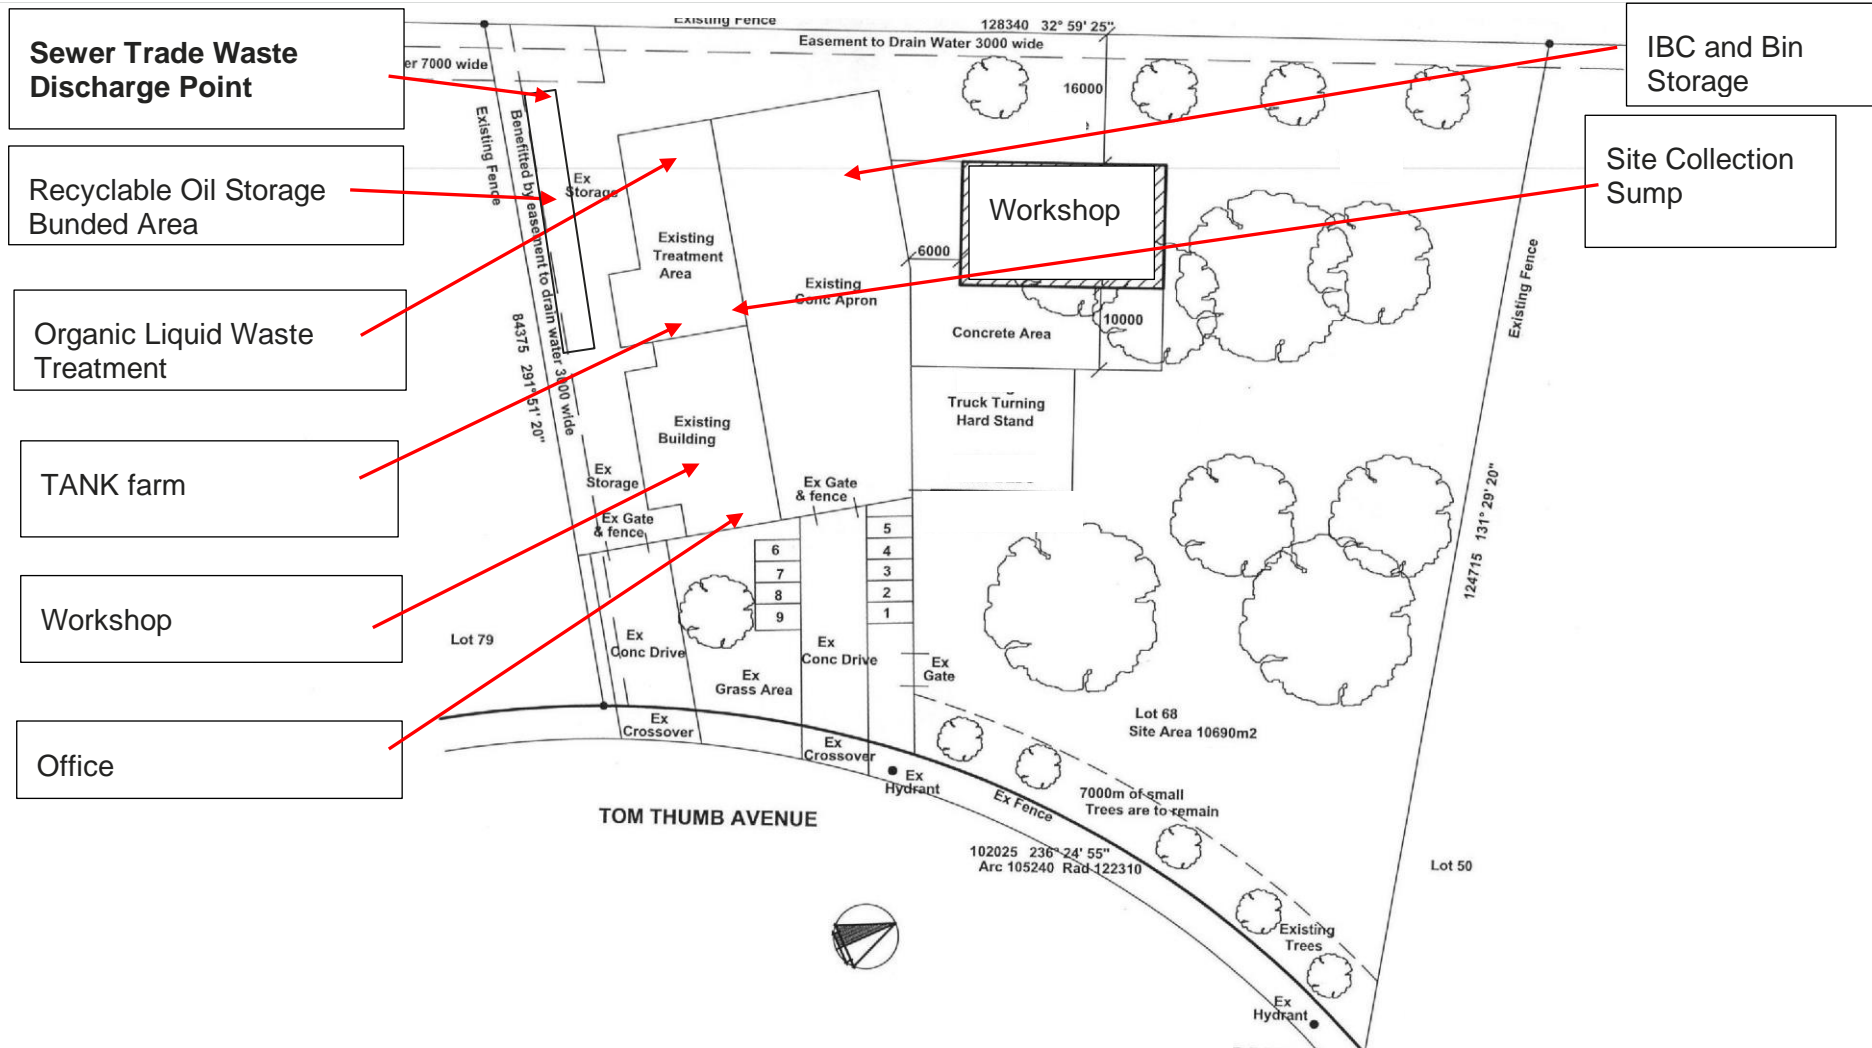 Sewer Trade Waste
Discharge Point
Recyclable Oil Storage
Bunded Area
Organic Liquid Waste
Treatment
TANK farm
Workshop
Office
IBC and Bin
Storage
Site Collection
Sump
Existing Fence
128340 32° 59' 25"
Easement to Drain Water 3000 wide
er 7000 wide
16000
Existing Fence
Benefitted by easement to drain water 3000 wide
84375 291° 51' 20"
Ex
Storage
Existing
Treatment
Area
Existing
Conc Apron
6000
Workshop
Concrete Area
10000
Existing Fence
Truck Turning
Hard Stand
Existing
Building
Ex
Storage
Ex Gate
& fence
Ex Gate
& fence
124715 131° 29' 20"
5
4
3
2
1
6
7
8
9
Lot 79
Ex
Conc Drive
Ex
Grass Area
Ex
Conc Drive
Ex
Gate
Ex
Crossover
Ex
Crossover
Ex
Hydrant
Ex Fence
Lot 68
Site Area 10690m2
7000m of small
Trees are to remain
TOM THUMB AVENUE
102025 236° 24' 55"
Arc 105240 Rad 122310
Lot 50
Existing
Trees
Ex
Hydrant